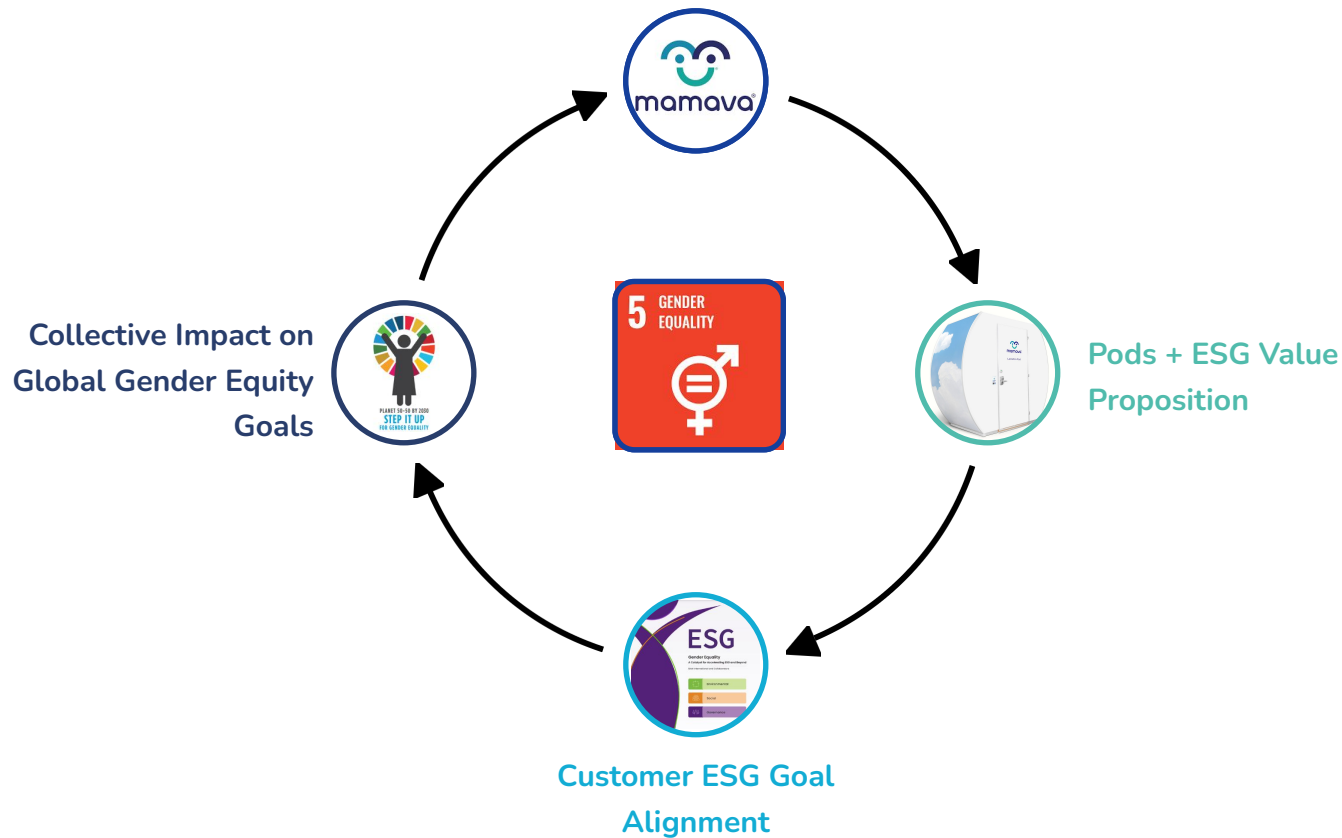 mamava®
5 GENDER
EQUALITY
Collective Impact on
Global Gender Equity
Goals
PLANET 50-50 BY 2030
STEP IT UP
FOR GENDER EQUALITY
mamava
Pods + ESG Value
Proposition
ESG
Gender Equality
Customer ESG Goal
Alignment